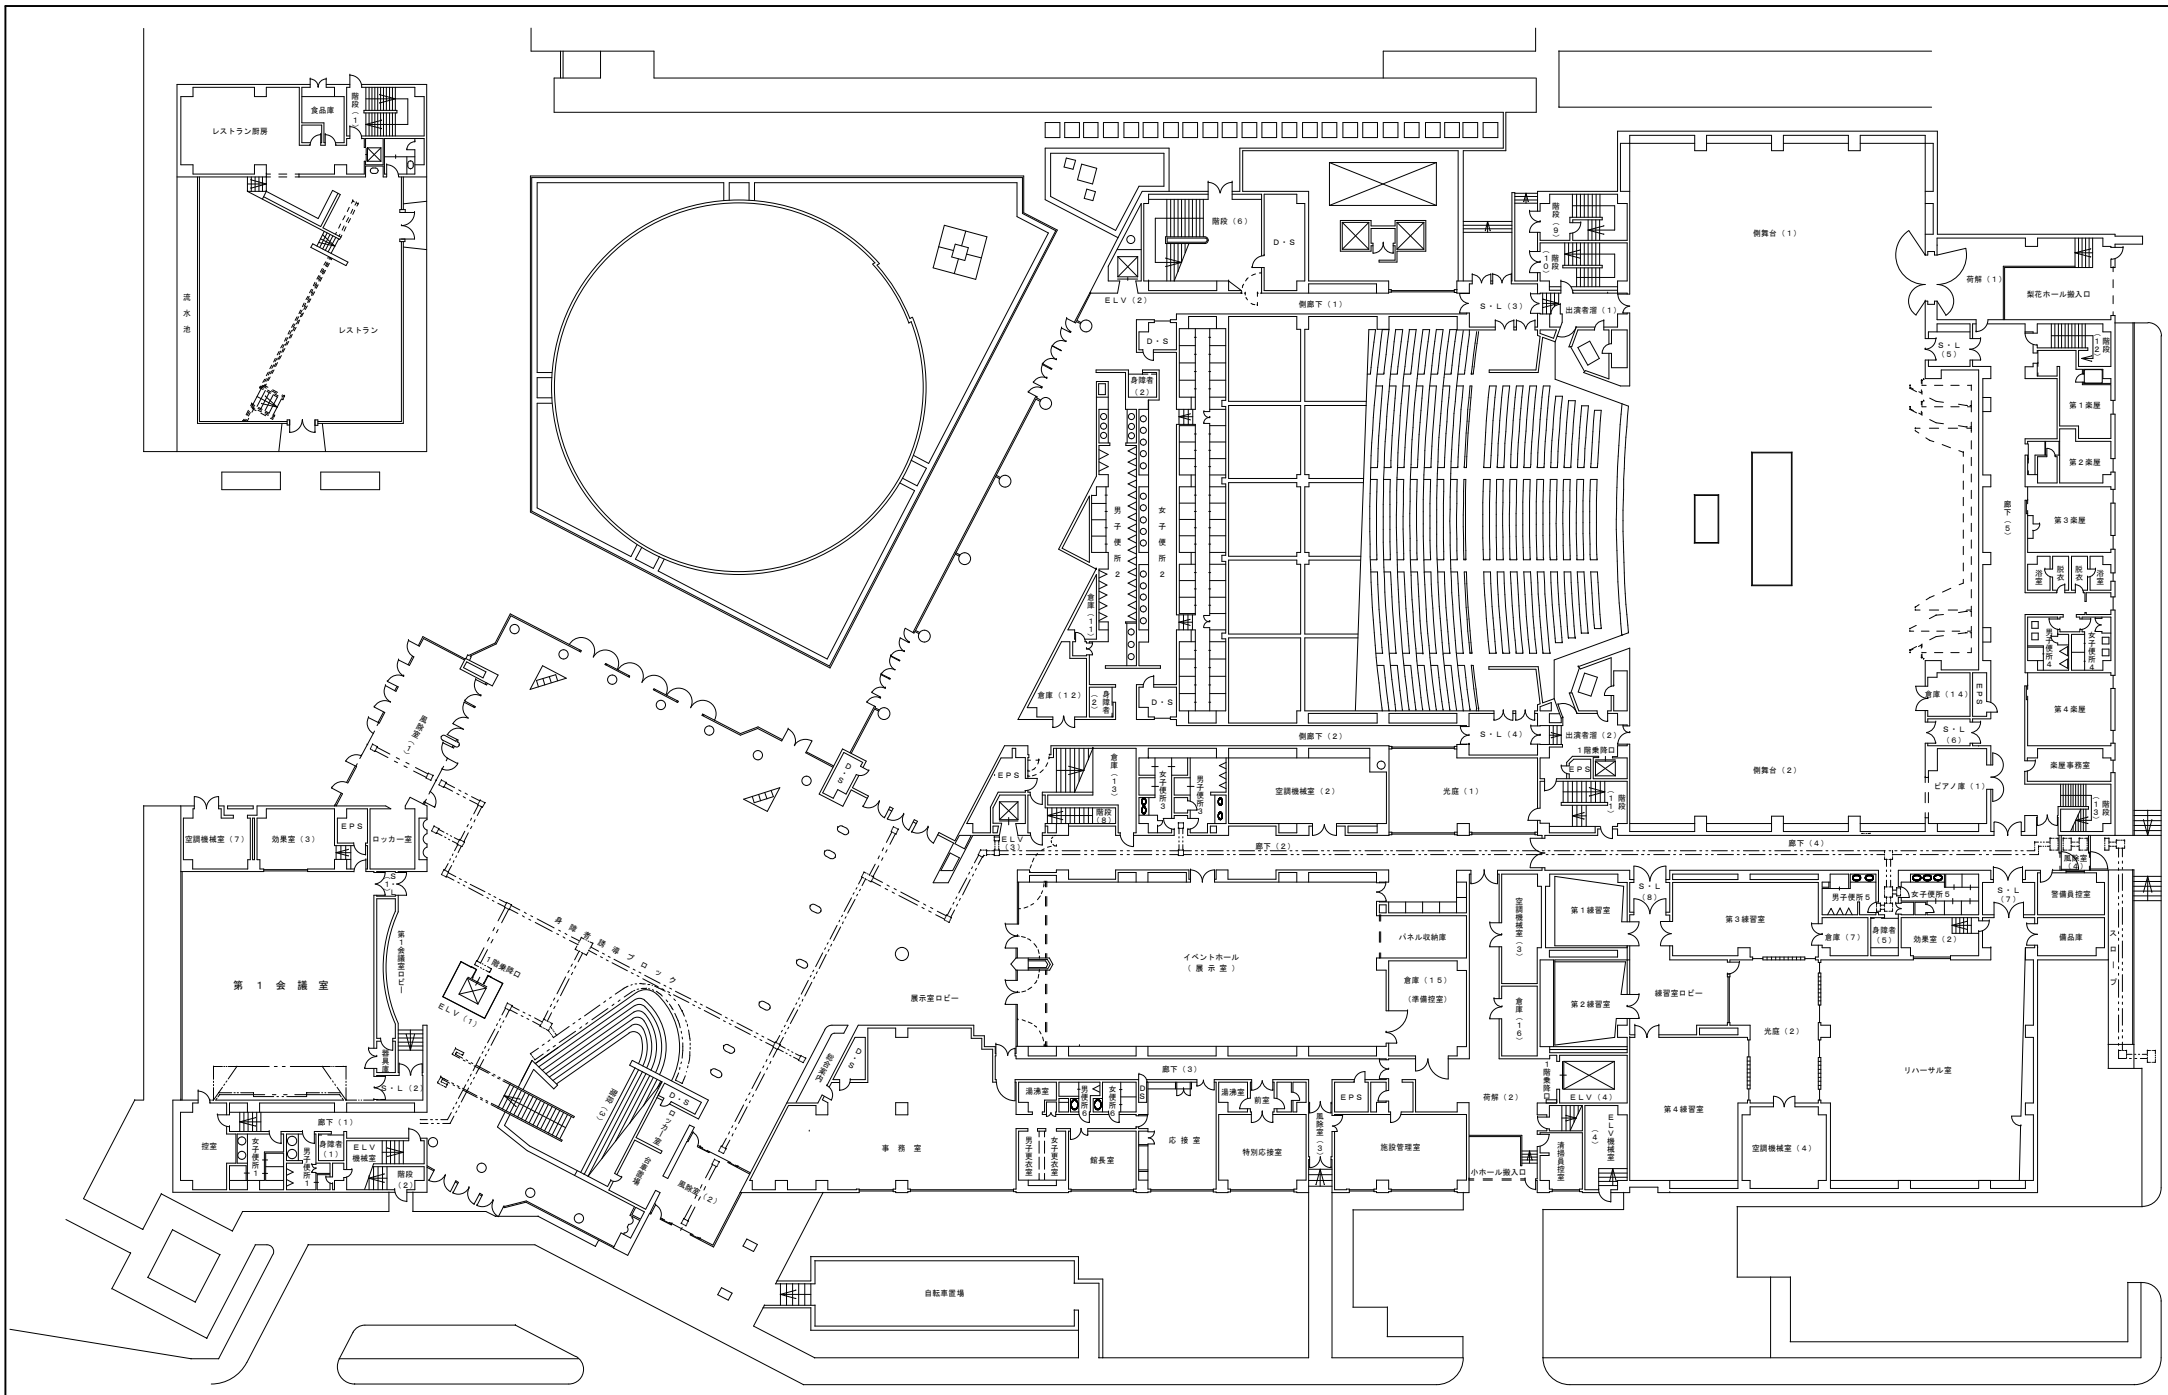 レストラン厨房
食品庫
階段(1)
流水池
レストラン
階段(6)
D・S
ELV(2)
側廊下(1)
S・L(3)
階段(9)
階段(10)
出演者溜(1)
側舞台(1)
荷解(1)
梨花ホール搬入口
S・L(5)
階段(12)
D・S
身障者(2)
男子便所2
女子便所2
倉庫(11)
倉庫(12)
身障者(2)
D・S
第1楽屋
第2楽屋
廊下(5)
第3楽屋
浴室
脱衣
脱衣
浴室
男子便所4
女子便所4
倉庫(14)
EPS
第4楽屋
S・L(6)
楽屋事務室
ピアノ庫(1)
階段(13)
側廊下(2)
S・L(4)
出演者溜(2)
1階乗降口
EPS
側舞台(2)
階段(11)
EPS
倉庫(13)
階段(8)
女子便所3
男子便所3
空調機械室(2)
光庭(1)
ELV(3)
廊下(2)
廊下(4)
風除室(4)
風除室(1)
D・S
空調機械室(7)
効果室(3)
EPS
ロッカー室
S・L(1)
第1会議室ロビー
第1会議室
身障者誘導ブロック
1階乗降口
ELV(1)
器具庫
S・L(2)
廊下(1)
控室
女子便所1
男子便所1
身障者(1)
ELV機械室
階段(2)
階段(3)
D・S
ロッカー室
台車置場
風除室(2)
総合案内
D・S
展示室ロビー
イベントホール
(展示室)
パネル収納庫
倉庫(15)
(準備控室)
空調機械室(3)
倉庫(16)
第1練習室
第2練習室
S・L(8)
第3練習室
男子便所5
女子便所5
S・L(7)
警備員控室
倉庫(7)
身障者(5)
効果室(2)
備品庫
スロープ
練習室ロビー
光庭(2)
リハーサル室
第4練習室
空調機械室(4)
廊下(3)
湯沸室
男子便所6
女子便所6
DS
湯沸室
前室
EPS
荷解(2)
1階乗降口
ELV(4)
ELV機械室(4)
清掃員控室
小ホール搬入口
事務室
男子更衣室
女子更衣室
館長室
応接室
特別応接室
風除室(3)
施設管理室
自転車置場